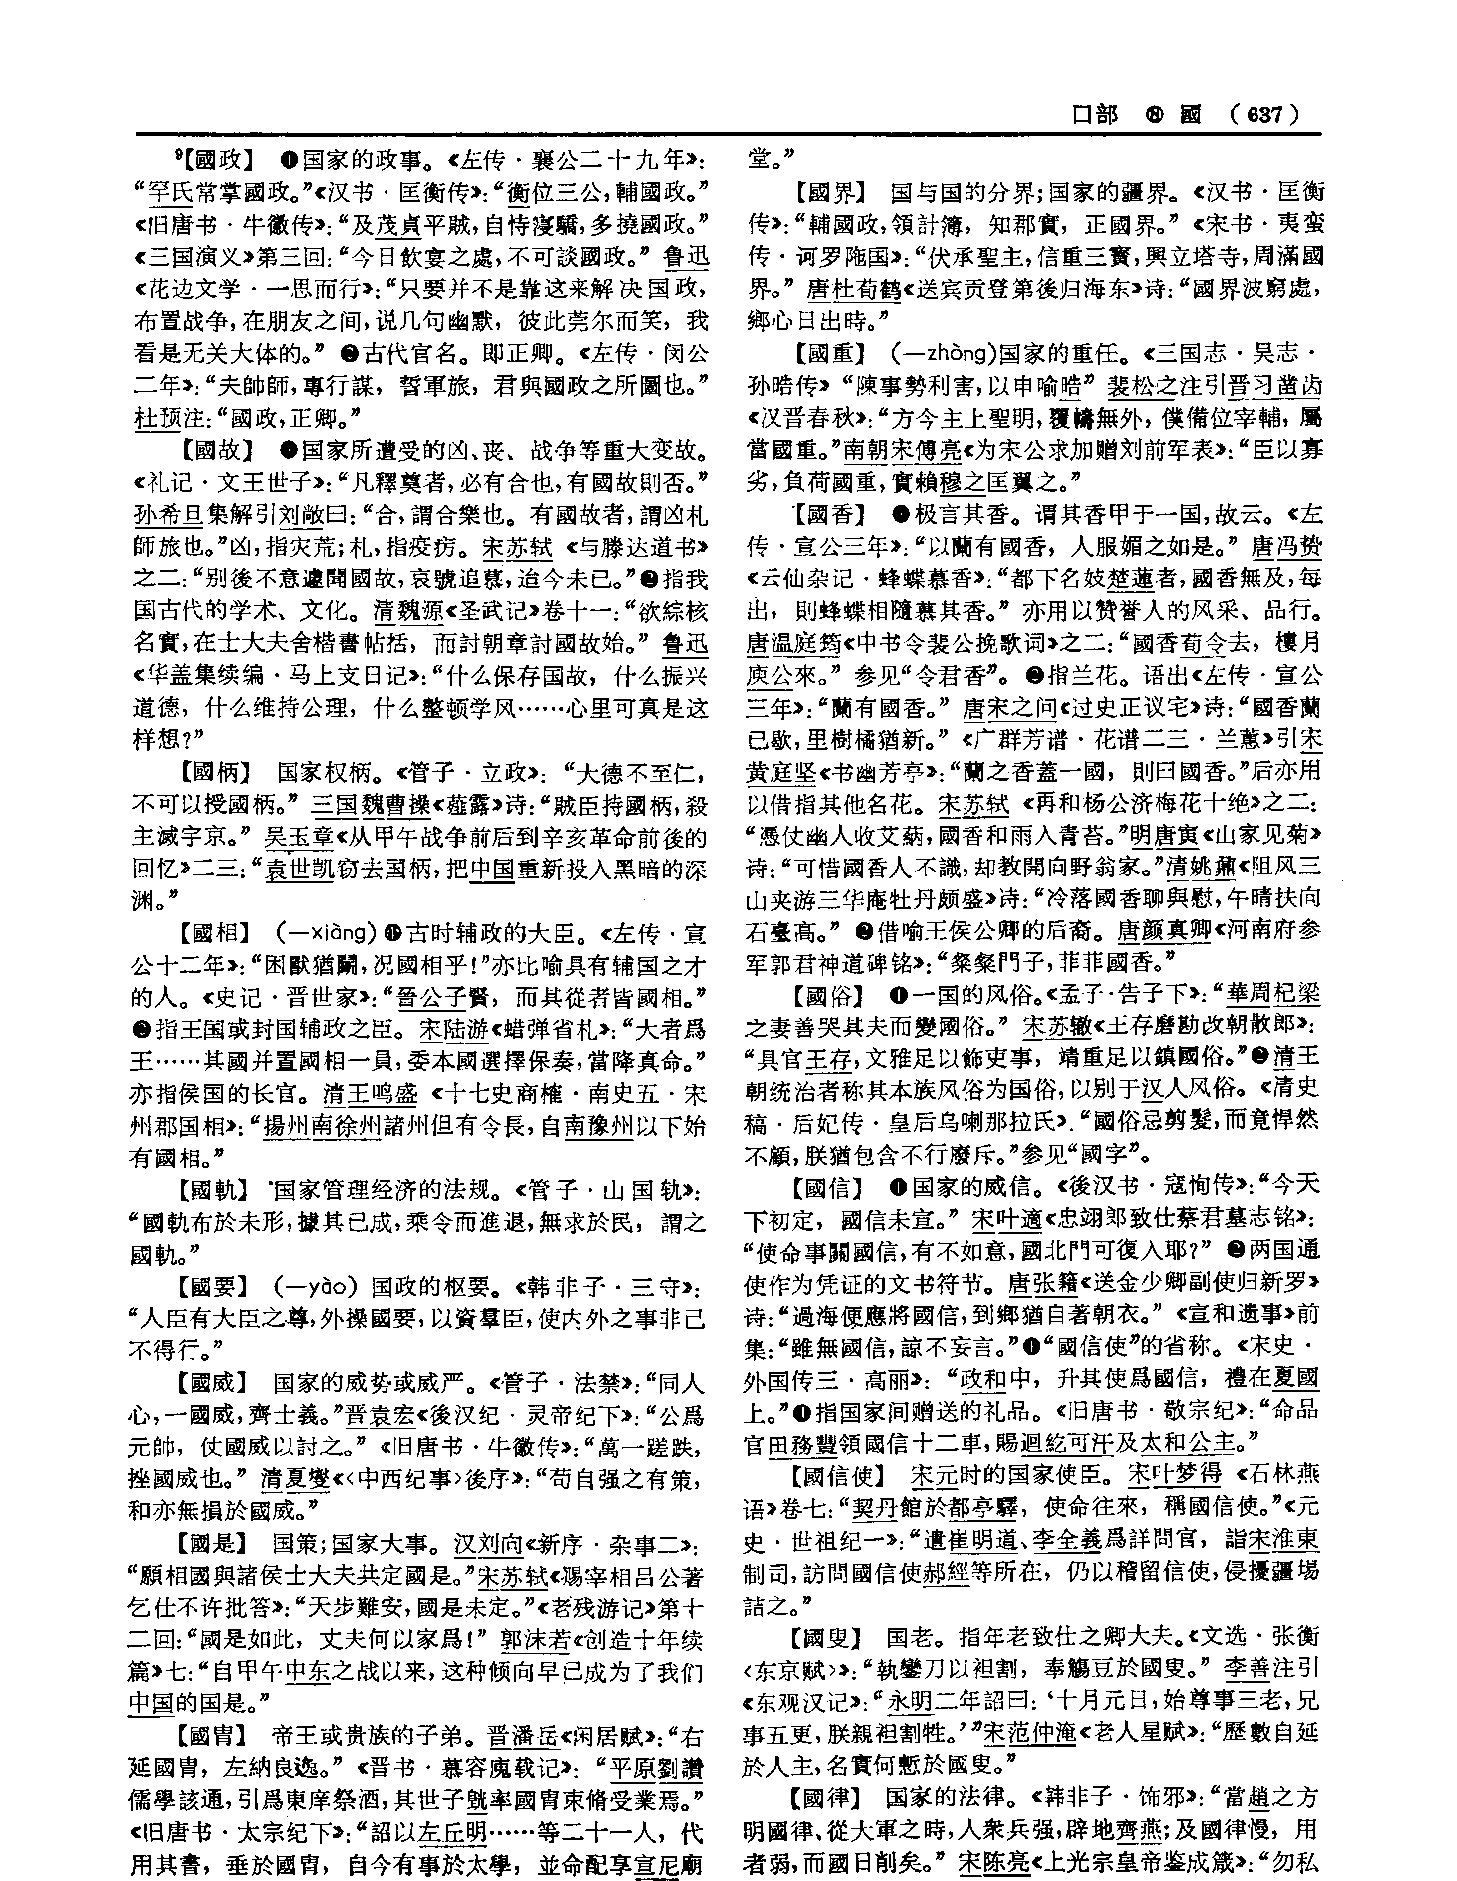 口部 ⑧ 國 (637)
⁹【國政】 ❶国家的政事。《左传·襄公二十九年》：
“罕氏常掌國政。”《汉书·匡衡传》：“衡位三公，輔國政。”
《旧唐书·牛徽传》：“及茂貞平賊，自恃寖驕，多撓國政。”
《三国演义》第三回：“今日飲宴之處，不可談國政。” 鲁迅
《花边文学·一思而行》：“只要并不是靠这来解决国政，
布置战争，在朋友之间，说几句幽默，彼此莞尔而笑，我
看是无关大体的。” ❷古代官名。即正卿。《左传·闵公
二年》：“夫帥師，專行謀，誓軍旅，君與國政之所圖也。”
杜预注：“國政，正卿。”
【國故】 ❶国家所遭受的凶、丧、战争等重大变故。
《礼记·文王世子》：“凡釋奠者，必有合也，有國故則否。”
孙希旦集解引刘敞曰：“合，謂合樂也。有國故者，謂凶札
師旅也。”凶，指灾荒；札，指疫疠。宋苏轼《与滕达道书》
之二：“别後不意遽聞國故，哀號追慕，迨今未已。”❷指我
国古代的学术、文化。清魏源《圣武记》卷十一：“欲綜核
名實，在士大夫舍楷書帖括，而討朝章討國故始。” 鲁迅
《华盖集续编·马上支日记》：“什么保存国故，什么振兴
道德，什么维持公理，什么整顿学风……心里可真是这
样想？”
【國柄】 国家权柄。《管子·立政》：“大德不至仁，
不可以授國柄。” 三国魏曹操《薤露》诗：“賊臣持國柄，殺
主滅宇京。” 吴玉章《从甲午战争前后到辛亥革命前後的
回忆》二三：“袁世凯窃去国柄，把中国重新投入黑暗的深
渊。”
【國相】 (—xiàng) ❶古时辅政的大臣。《左传·宣
公十二年》：“困獸猶鬭，况國相乎！”亦比喻具有辅国之才
的人。《史记·晋世家》：“晉公子賢，而其從者皆國相。”
❷指王国或封国辅政之臣。宋陆游《蜡弹省札》：“大者爲
王……其國并置國相一員，委本國選擇保奏，當降真命。”
亦指侯国的长官。清王鸣盛《十七史商榷·南史五·宋
州郡国相》：“揚州南徐州諸州但有令長，自南豫州以下始
有國相。”
【國軌】 国家管理经济的法规。《管子·山国轨》：
“國軌布於未形，據其已成，乘令而進退，無求於民，謂之
國軌。”
【國要】 (—yào) 国政的枢要。《韩非子·三守》：
“人臣有大臣之尊，外操國要，以資羣臣，使内外之事非己
不得行。”
【國威】 国家的威势或威严。《管子·法禁》：“同人
心，一國威，齊士義。”晋袁宏《後汉纪·灵帝纪下》：“公爲
元帥，仗國威以討之。” 《旧唐书·牛徽传》：“萬一蹉跌，
挫國威也。” 清夏燮《〈中西纪事〉後序》：“苟自强之有策，
和亦無損於國威。”
【國是】 国策；国家大事。汉刘向《新序·杂事二》：
“願相國與諸侯士大夫共定國是。”宋苏轼《赐宰相吕公著
乞仕不许批答》：“天步難安，國是未定。”《老残游记》第十
二回：“國是如此，丈夫何以家爲！” 郭沫若《创造十年续
篇》七：“自甲午中东之战以来，这种倾向早已成为了我们
中国的国是。”
【國胄】 帝王或贵族的子弟。晋潘岳《闲居赋》：“右
延國胄，左納良逸。” 《晋书·慕容廆载记》：“平原劉讚
儒學該通，引爲東庠祭酒，其世子皝率國胄束脩受業焉。”
《旧唐书·太宗纪下》：“詔以左丘明……等二十一人，代
用其書，垂於國胄，自今有事於太學，並命配享宣尼廟
堂。”
【國界】 国与国的分界；国家的疆界。《汉书·匡衡
传》：“輔國政，領計簿，知郡實，正國界。” 《宋书·夷蛮
传·诃罗陁国》：“伏承聖主，信重三寳，興立塔寺，周滿國
界。” 唐杜荀鹤《送宾贡登第後归海东》诗：“國界波窮處，
鄉心日出時。”
【國重】 (—zhòng)国家的重任。《三国志·吴志·
孙晧传》“陳事勢利害，以申喻晧” 裴松之注引晋习凿齿
《汉晋春秋》：“方今主上聖明，覆幬無外，僕備位宰輔，屬
當國重。”南朝宋傅亮《为宋公求加赠刘前军表》：“臣以寡
劣，負荷國重，實賴穆之匡翼之。”
【國香】 ❶极言其香。谓其香甲于一国，故云。《左
传·宣公三年》：“以蘭有國香，人服媚之如是。” 唐冯贽
《云仙杂记·蜂蝶慕香》：“都下名妓楚蓮者，國香無及，每
出，則蜂蝶相隨慕其香。” 亦用以赞誉人的风采、品行。
唐温庭筠《中书令裴公挽歌词》之二：“國香荀令去，樓月
庾公來。” 参见“令君香”。❷指兰花。语出《左传·宣公
三年》：“蘭有國香。” 唐宋之问《过史正议宅》诗：“國香蘭
已歇，里樹橘猶新。” 《广群芳谱·花谱二三·兰蕙》引宋
黄庭坚《书幽芳亭》：“蘭之香蓋一國，則曰國香。”后亦用
以借指其他名花。宋苏轼《再和杨公济梅花十绝》之二：
“憑仗幽人收艾蒳，國香和雨入青苔。”明唐寅《山家见菊》
诗：“可惜國香人不識，却教開向野翁家。”清姚鼐《阻风三
山夹游三华庵牡丹颇盛》诗：“冷落國香聊與慰，午晴扶向
石臺高。” ❸借喻王侯公卿的后裔。唐颜真卿《河南府参
军郭君神道碑铭》：“粲粲門子，菲菲國香。”
【國俗】 ❶一国的风俗。《孟子·告子下》：“華周杞梁
之妻善哭其夫而變國俗。” 宋苏辙《王存磨勘改朝散郎》：
“具官王存，文雅足以飾吏事，靖重足以鎮國俗。”❷清王
朝统治者称其本族风俗为国俗，以别于汉人风俗。《清史
稿·后妃传·皇后乌喇那拉氏》：“國俗忌剪髮，而竟悍然
不顧，朕猶包含不行廢斥。”参见“國字”。
【國信】 ❶国家的威信。《後汉书·寇恂传》：“今天
下初定，國信未宣。” 宋叶適《忠翊郎致仕蔡君墓志铭》：
“使命事關國信，有不如意，國北門可復入耶？” ❷两国通
使作为凭证的文书符节。唐张籍《送金少卿副使归新罗》
诗：“過海便應將國信，到鄉猶自著朝衣。” 《宣和遗事》前
集：“雖無國信，諒不妄言。”❸“國信使”的省称。《宋史·
外国传三·高丽》：“政和中，升其使爲國信，禮在夏國
上。”❹指国家间赠送的礼品。《旧唐书·敬宗纪》：“命品
官田務豐領國信十二車，賜迴紇可汗及太和公主。”
【國信使】 宋元时的国家使臣。宋叶梦得《石林燕
语》卷七：“契丹館於都亭驛，使命往來，稱國信使。”《元
史·世祖纪一》：“遣崔明道、李全義爲詳問官，詣宋淮東
制司，訪問國信使郝經等所在，仍以稽留信使，侵擾疆埸
詰之。”
【國叟】 国老。指年老致仕之卿大夫。《文选·张衡
〈东京赋〉》：“執鑾刀以袒割，奉觴豆於國叟。” 李善注引
《东观汉记》：“永明二年詔曰：‘十月元日，始尊事三老，兄
事五更，朕親袒割牲。’”宋范仲淹《老人星赋》：“歷數自延
於人主，名實何慙於國叟。”
【國律】 国家的法律。《韩非子·饰邪》：“當趙之方
明國律、從大軍之時，人衆兵强，辟地齊燕；及國律慢，用
者弱，而國日削矣。” 宋陈亮《上光宗皇帝鉴成箴》：“勿私